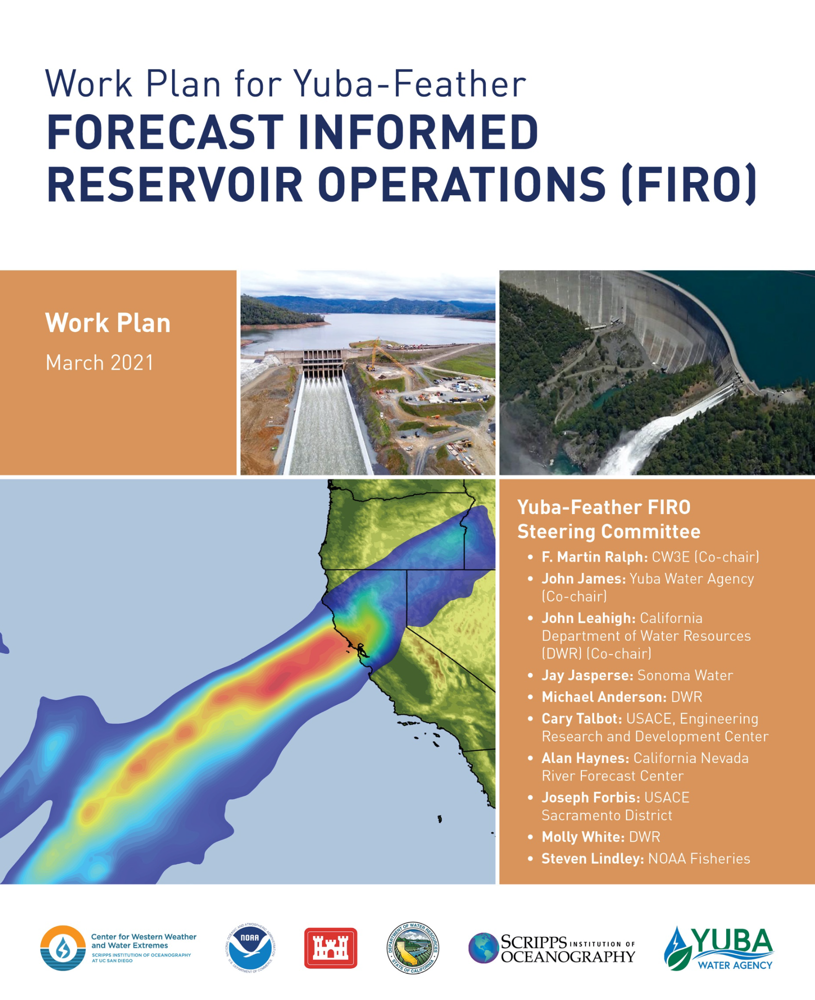 Work Plan for Yuba-Feather
FORECAST INFORMED
RESERVOIR OPERATIONS (FIRO)
Work Plan
March 2021
Yuba-Feather FIRO
Steering Committee
• F. Martin Ralph: CW3E (Co-chair)
• John James: Yuba Water Agency
(Co-chair)
• John Leahigh: California
Department of Water Resources
(DWR) (Co-chair)
• Jay Jasperse: Sonoma Water
• Michael Anderson: DWR
• Cary Talbot: USACE, Engineering
Research and Development Center
• Alan Haynes: California Nevada
River Forecast Center
• Joseph Forbis: USACE
Sacramento District
• Molly White: DWR
• Steven Lindley: NOAA Fisheries
Center for Western Weather
and Water Extremes
SCRIPPS INSTITUTION OF OCEANOGRAPHY
AT UC SAN DIEGO
NATIONAL OCEANIC AND ATMOSPHERIC ADMINISTRATION
NOAA
U.S. DEPARTMENT OF COMMERCE
DEPARTMENT OF WATER RESOURCES
STATE OF CALIFORNIA
SCRIPPS INSTITUTION OF
OCEANOGRAPHY
YUBA
WATER AGENCY